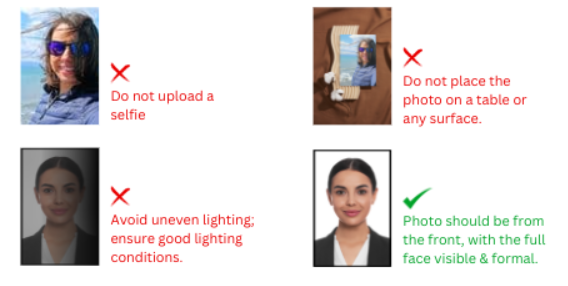 Do not upload a
selfie
Do not place the
photo on a table or
any surface.
Avoid uneven lighting;
ensure good lighting
conditions.
Photo should be from
the front, with the full
face visible & formal.